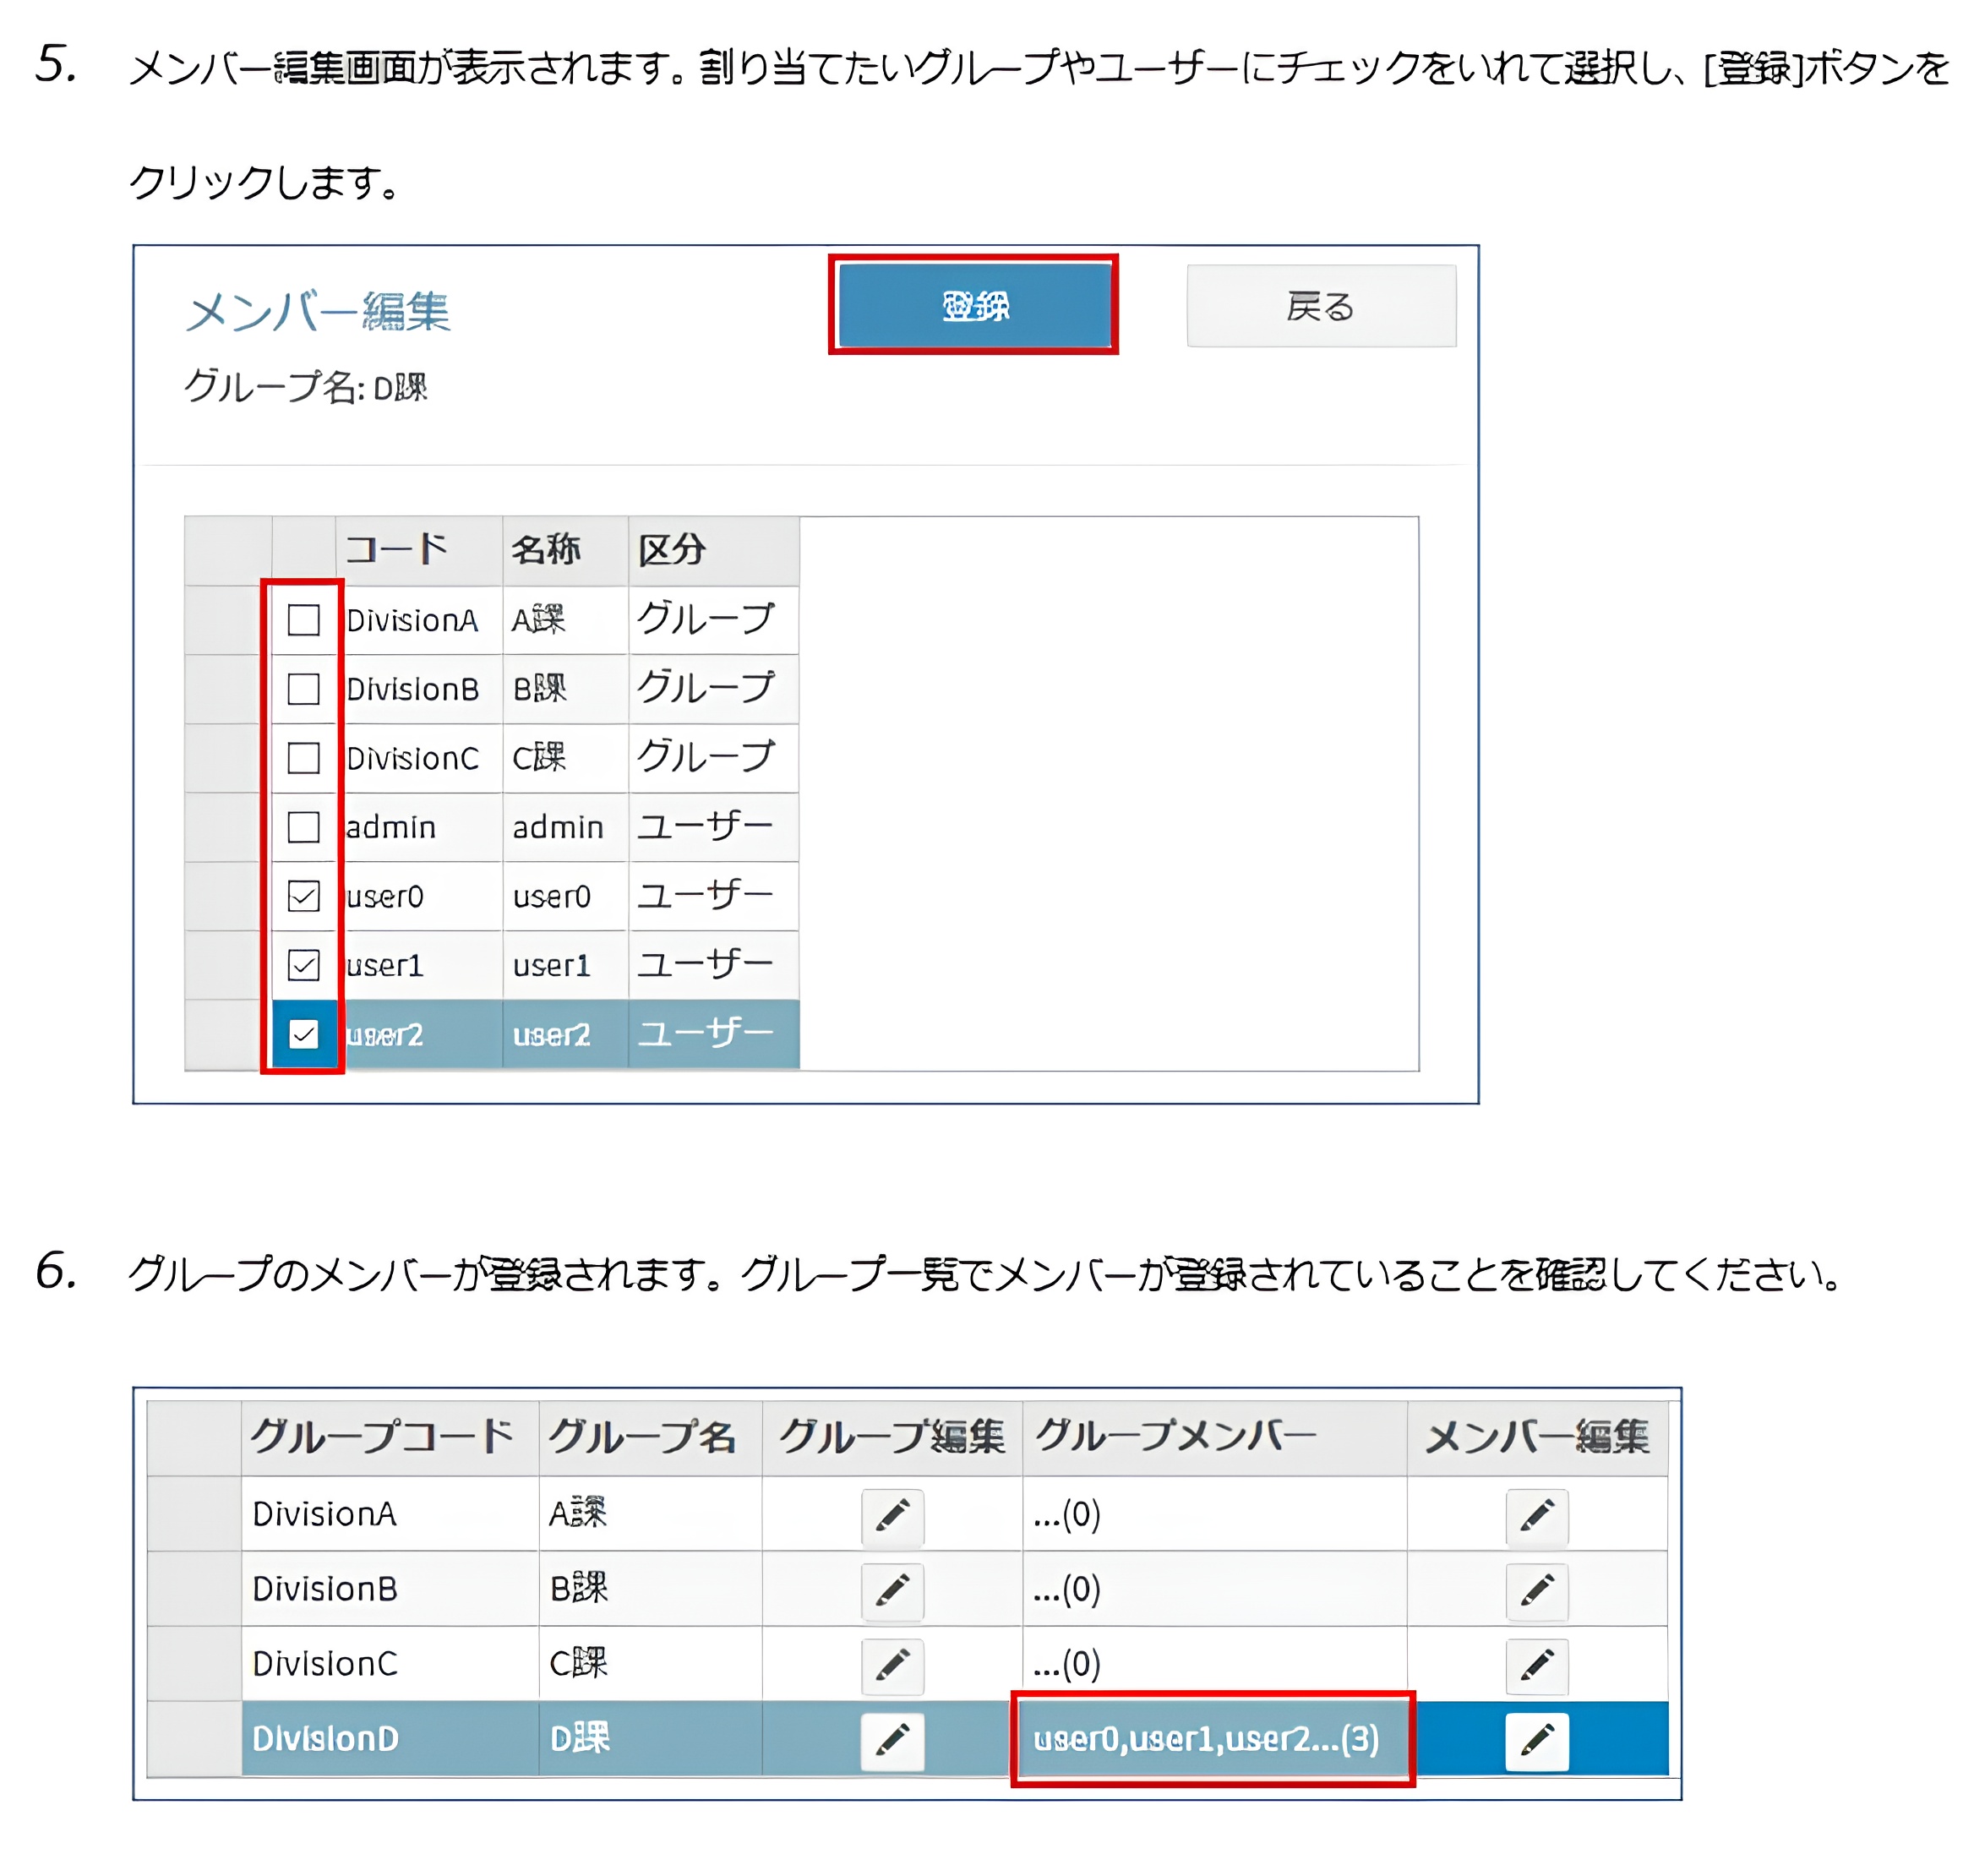 5. メンバー編集画面が表示されます。割り当てたいグループやユーザーにチェックをいれて選択し、[登録]ボタンを
クリックします。
メンバー編集 登録 戻る
グループ名: D課
コード 名称 区分
DivisionA A課 グループ
DivisionB B課 グループ
DivisionC C課 グループ
admin admin ユーザー
user0 user0 ユーザー
user1 user1 ユーザー
user2 user2 ユーザー
6. グループのメンバーが登録されます。グループ一覧でメンバーが登録されていることを確認してください。
グループコード グループ名 グループ編集 グループメンバー メンバー編集
DivisionA A課 ...(0)
DivisionB B課 ...(0)
DivisionC C課 ...(0)
DivisionD D課 user0,user1,user2...(3)